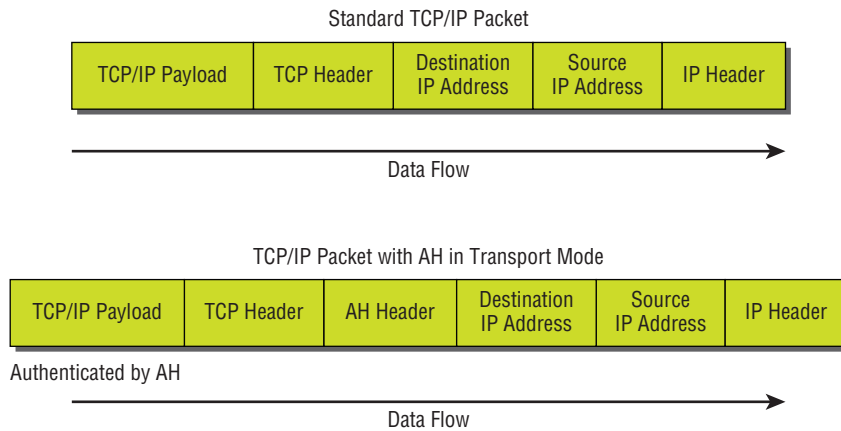 Standard TCP/IP Packet
TCP/IP Payload
TCP Header
Destination
IP Address
Source
IP Address
IP Header
Data Flow
TCP/IP Packet with AH in Transport Mode
TCP/IP Payload
TCP Header
AH Header
Destination
IP Address
Source
IP Address
IP Header
Authenticated by AH
Data Flow